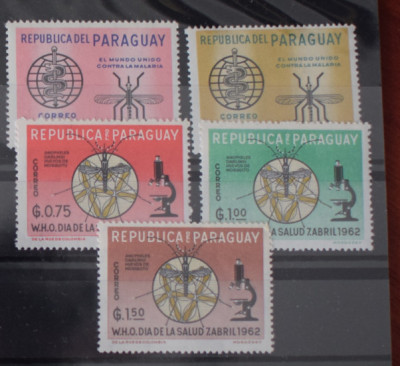 REPUBLICA DEL PARAGUAY
EL MUNDO UNIDO
CONTRA LA MALARIA
CORREO
REPUBLICA DEL PARAGUAY
EL MUNDO UNIDO
CONTRA LA MALARIA
CORREO
REPUBLICA DEL PARAGUAY
CORREO
₲.0.75
W.H.O. DIA DE LA
REPUBLICA DEL PARAGUAY
CORREO
₲1.00
SALUD 7 ABRIL 1962
REPUBLICA DEL PARAGUAY
CORREO
₲1.50
W.H.O. DIA DE LA SALUD 7 ABRIL 1962